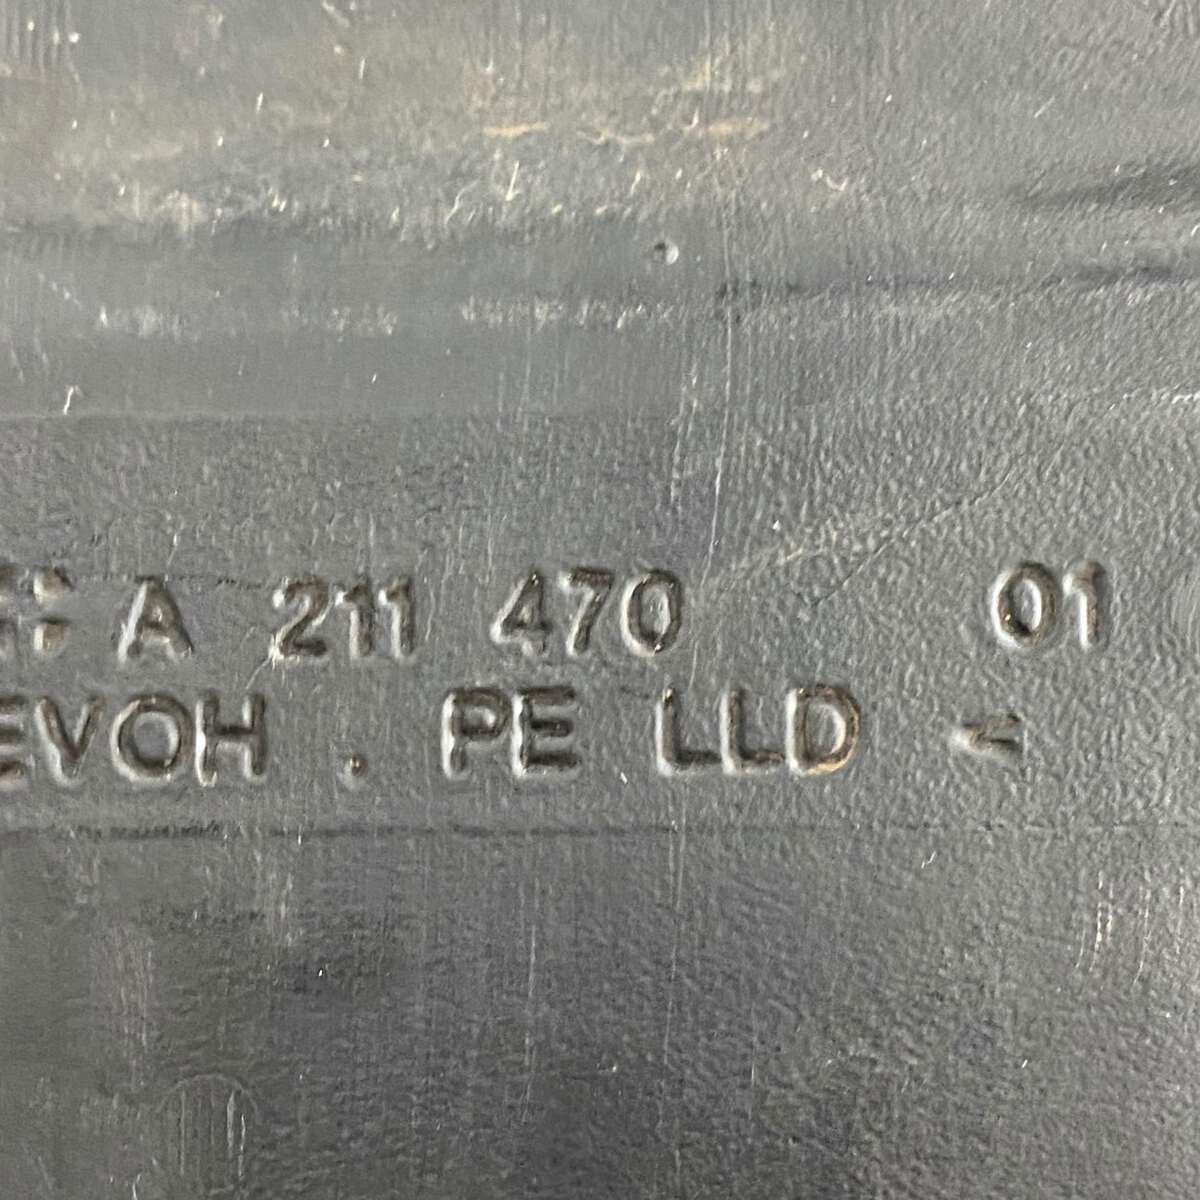 A 211 470 01
EVOH . PE LLD <